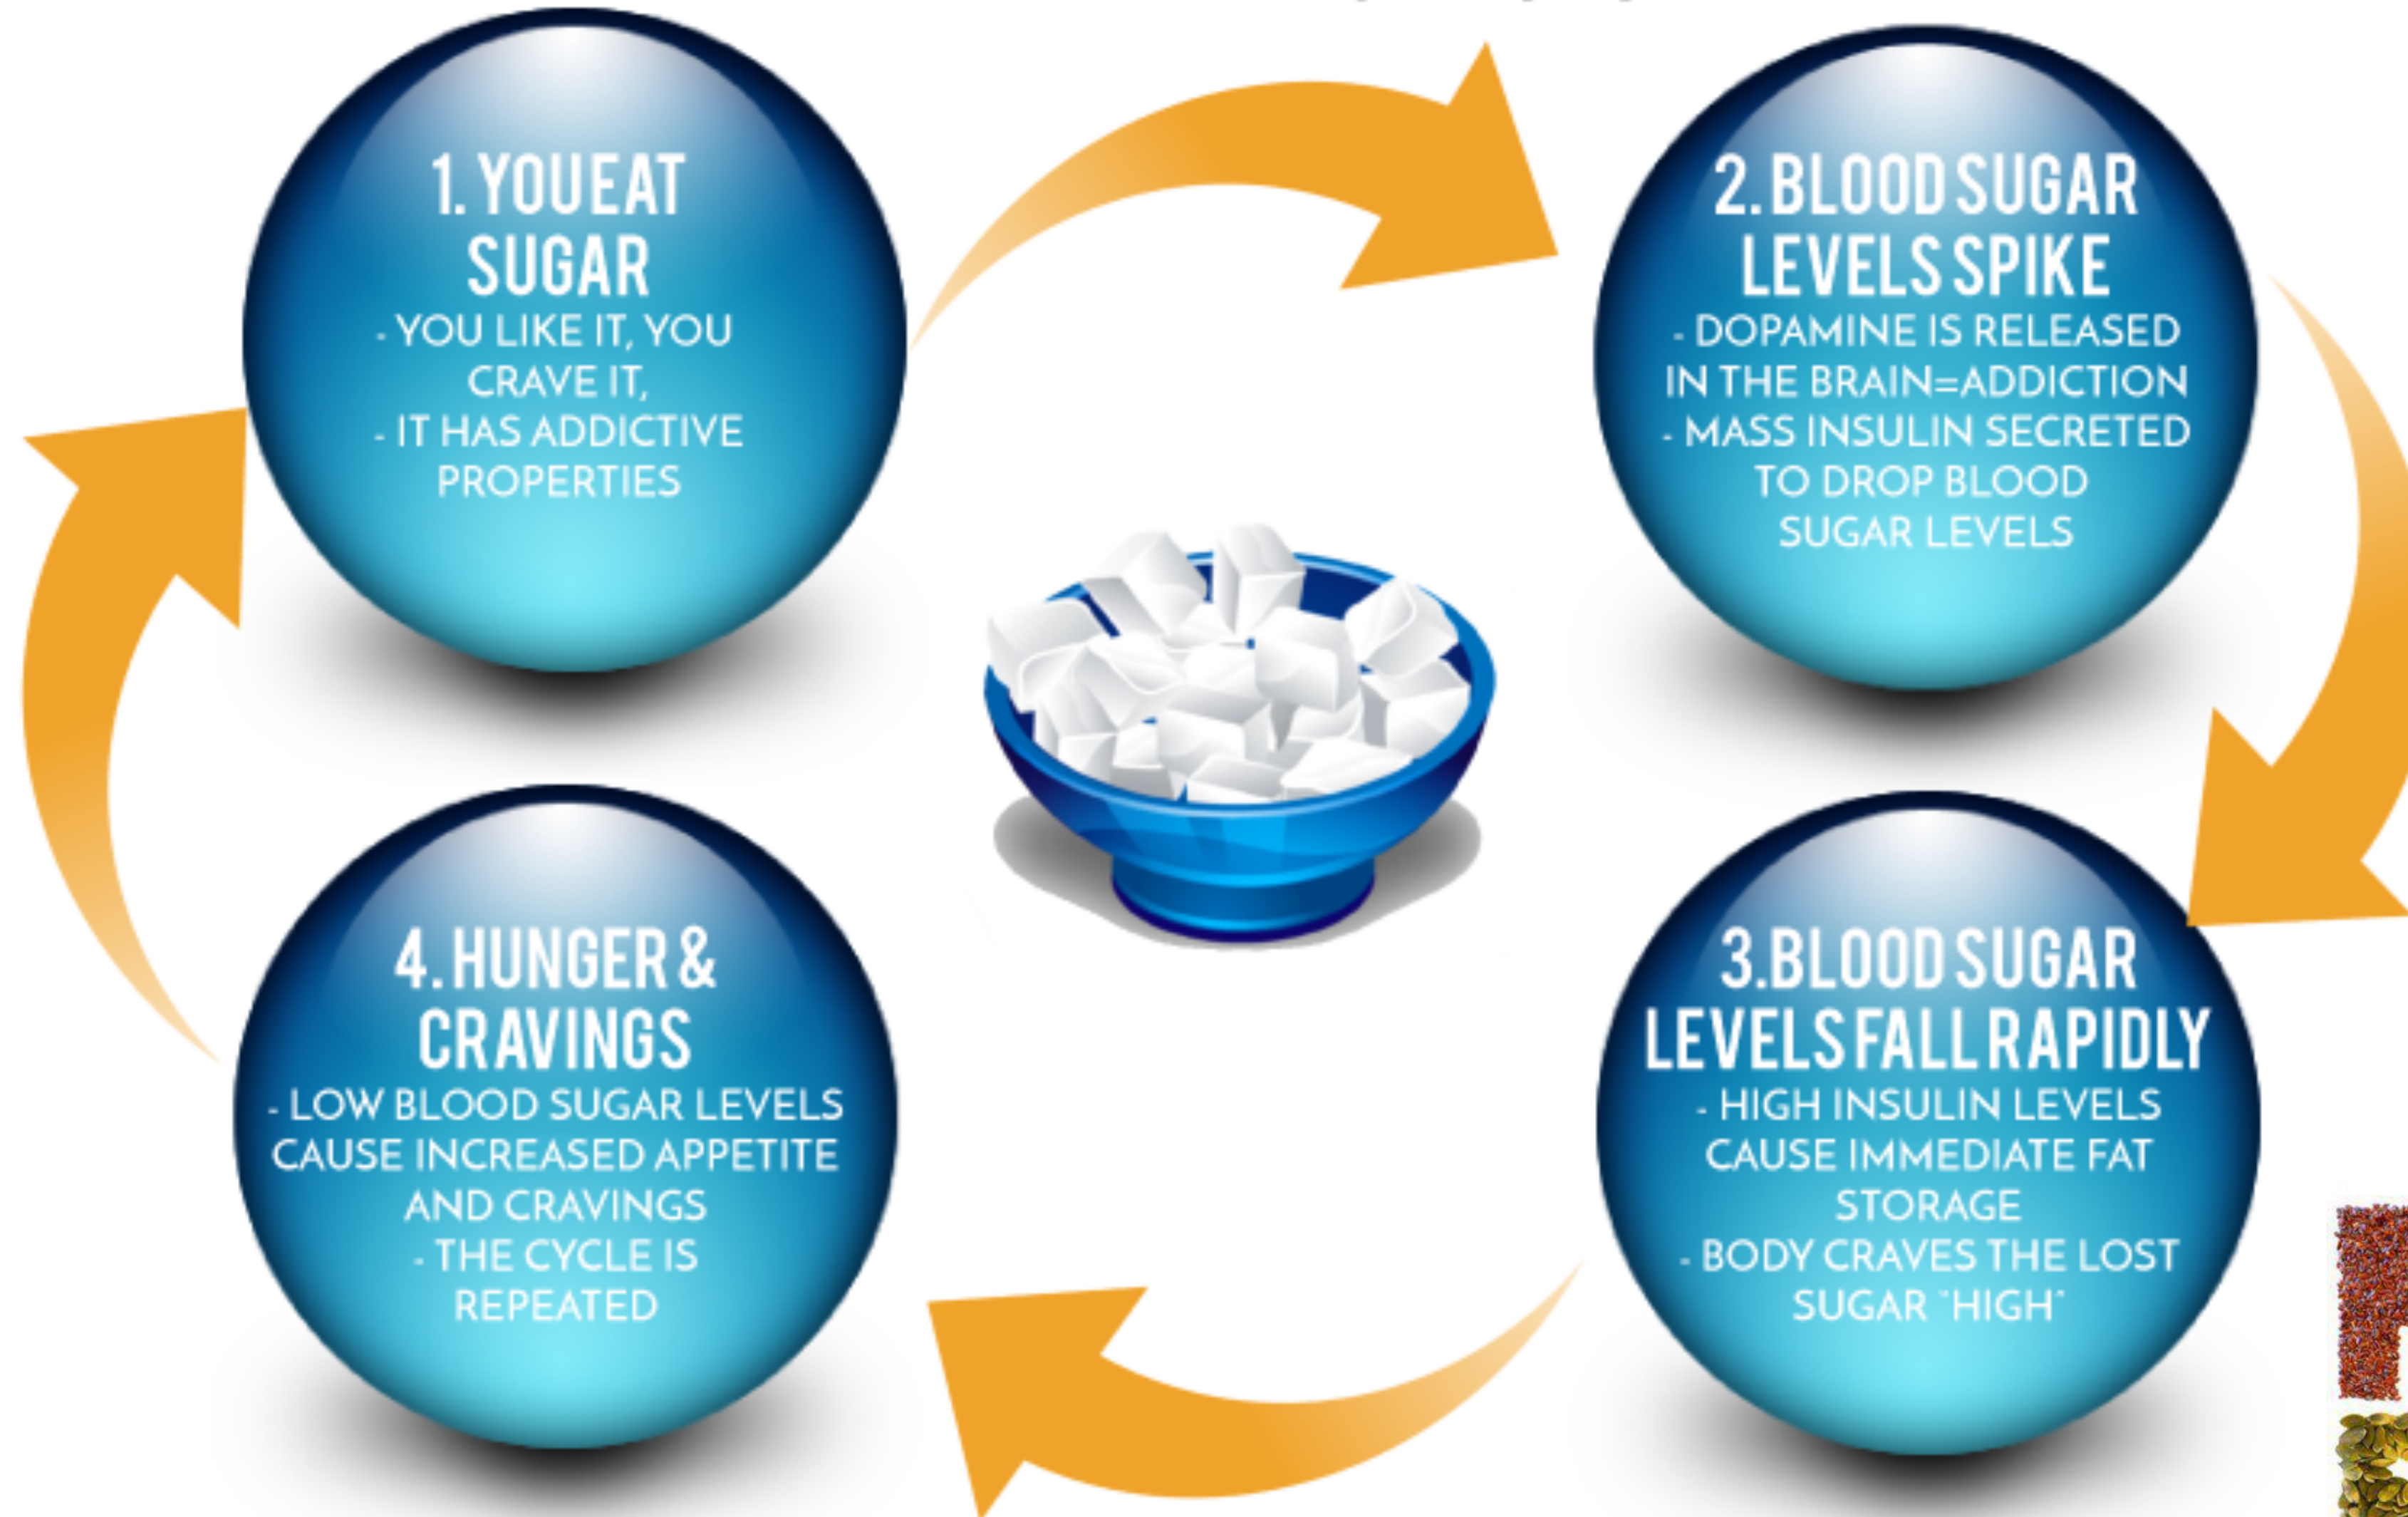 1. YOU EAT
SUGAR
- YOU LIKE IT, YOU
CRAVE IT,
- IT HAS ADDICTIVE
PROPERTIES
2. BLOOD SUGAR
LEVELS SPIKE
- DOPAMINE IS RELEASED
IN THE BRAIN=ADDICTION
- MASS INSULIN SECRETED
TO DROP BLOOD
SUGAR LEVELS
3.BLOOD SUGAR
LEVELS FALL RAPIDLY
- HIGH INSULIN LEVELS
CAUSE IMMEDIATE FAT
STORAGE
- BODY CRAVES THE LOST
SUGAR "HIGH"
4. HUNGER &
CRAVINGS
- LOW BLOOD SUGAR LEVELS
CAUSE INCREASED APPETITE
AND CRAVINGS
- THE CYCLE IS
REPEATED